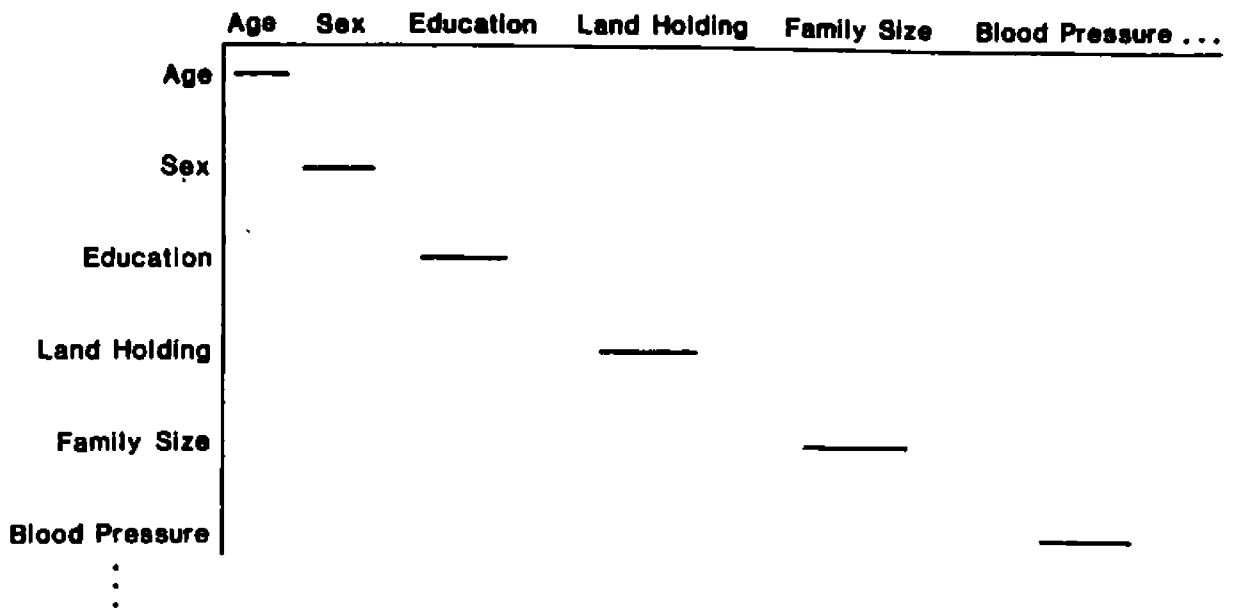 Age Sex Education Land Holding Family Size Blood Pressure ...
Age
Sex
Education
Land Holding
Family Size
Blood Pressure